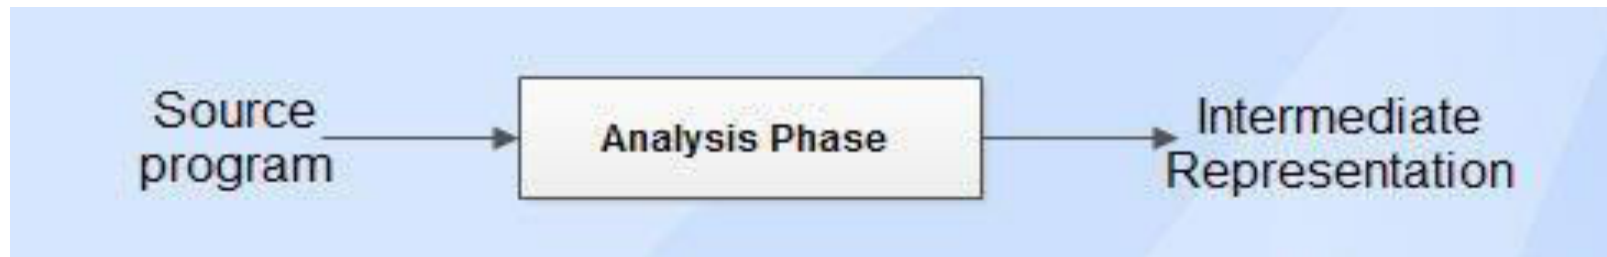 Source
program
Analysis Phase
Intermediate
Representation